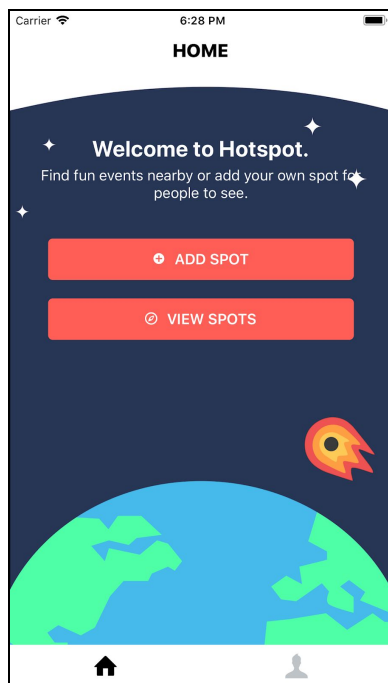 Carrier 6:28 PM
HOME
Welcome to Hotspot.
Find fun events nearby or add your own spot for
people to see.
ADD SPOT
VIEW SPOTS